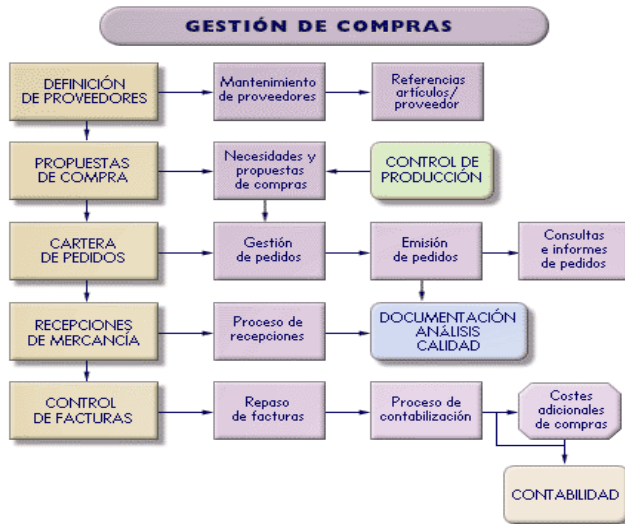 GESTIÓN DE COMPRAS
DEFINICIÓN
DE PROVEEDORES
Mantenimiento
de proveedores
Referencias
artículos/
proveedor
PROPUESTAS
DE COMPRA
Necesidades y
propuestas
de compras
CONTROL DE
PRODUCCIÓN
CARTERA
DE PEDIDOS
Gestión
de pedidos
Emisión
de pedidos
Consultas
e informes
de pedidos
RECEPCIONES
DE MERCANCÍA
Proceso de
recepciones
DOCUMENTACIÓN
ANÁLISIS
CALIDAD
CONTROL
DE FACTURAS
Repaso
de facturas
Proceso de
contabilización
Costes
adicionales
de compras
CONTABILIDAD